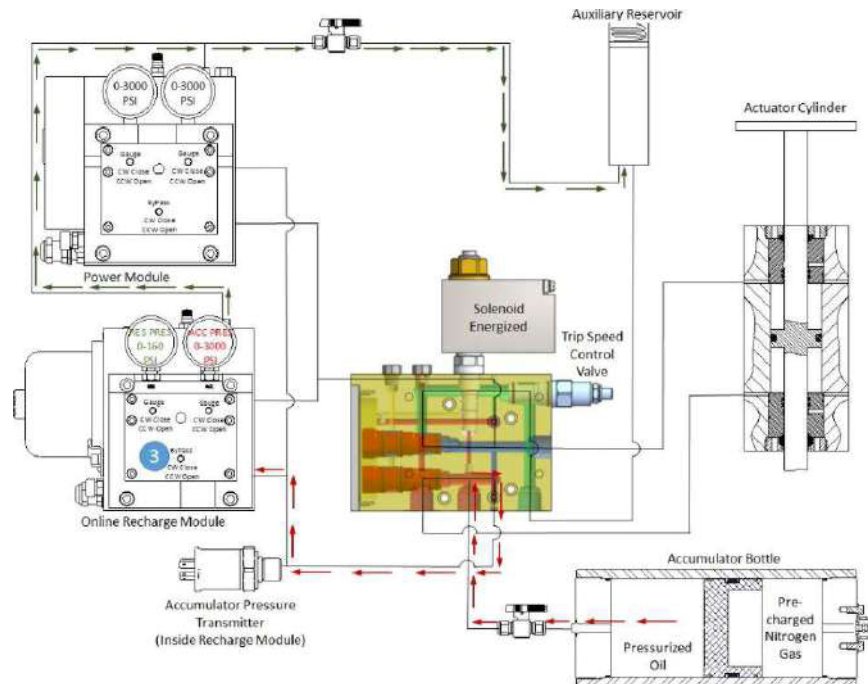 Auxiliary Reservoir
Actuator Cylinder
0-3000
PSI
0-3000
PSI
Gauge
Gauge
CW Close
CCW Open
CW Close
CCW Open
ByPass
CW Close
CCW Open
Power Module
Solenoid
Energized
Trip Speed
Control
Valve
RES PRES
0-160
PSI
ACC PRES
0-3000
PSI
Gauge
Gauge
CW Close
CCW Open
CW Close
CCW Open
3
ByPass
CW Close
CCW Open
Online Recharge Module
Accumulator Pressure
Transmitter
(Inside Recharge Module)
Accumulator Bottle
Pressurized
Oil
Pre-
charged
Nitrogen
Gas